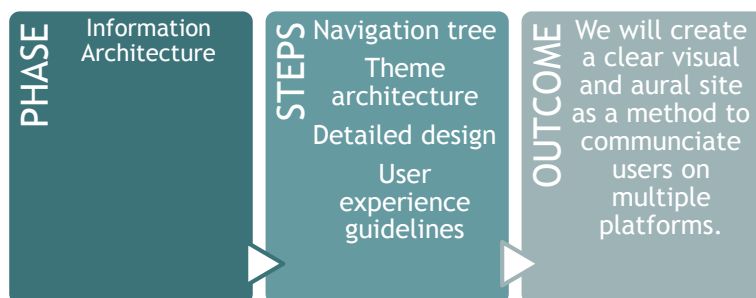 PHASE
Information
Architecture
STEPS
Navigation tree
Theme
architecture
Detailed design
User
experience
guidelines
OUTCOME
We will create
a clear visual
and aural site
as a method to
communciate
users on
multiple
platforms.